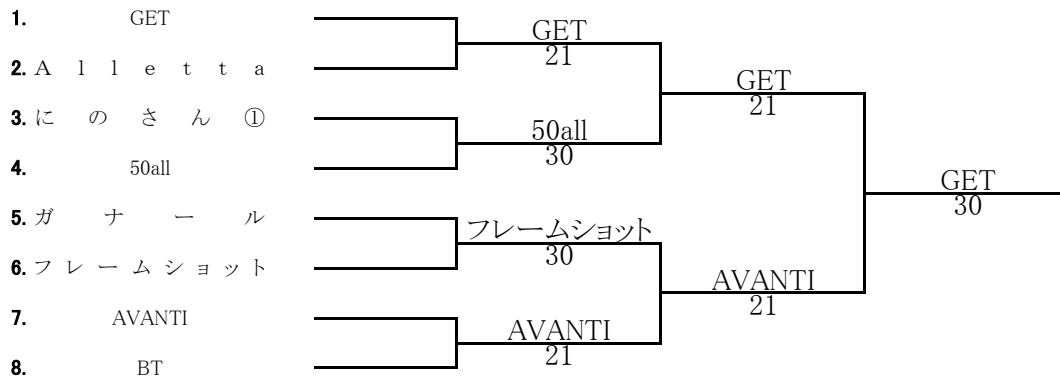 1. GET
2. Alletta
3. にのさん①
4. 50all
5. ガナール
6. フレームショット
7. AVANTI
8. BT
GET
21
50all
30
フレームショット
30
AVANTI
21
GET
21
AVANTI
21
GET
30